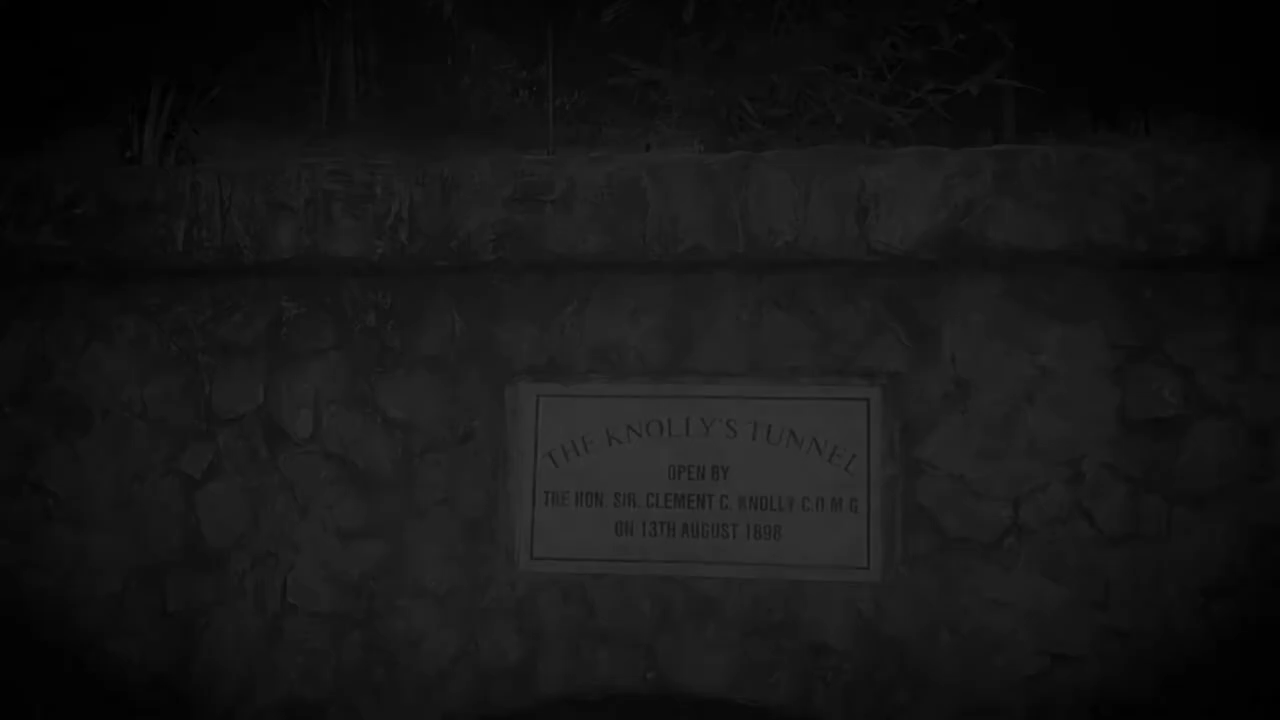 THE KNOLLY'S TUNNEL
OPEN BY
THE HON. SIR. CLEMENT C. KNOLLY C.O M G
ON 13TH AUGUST 1898